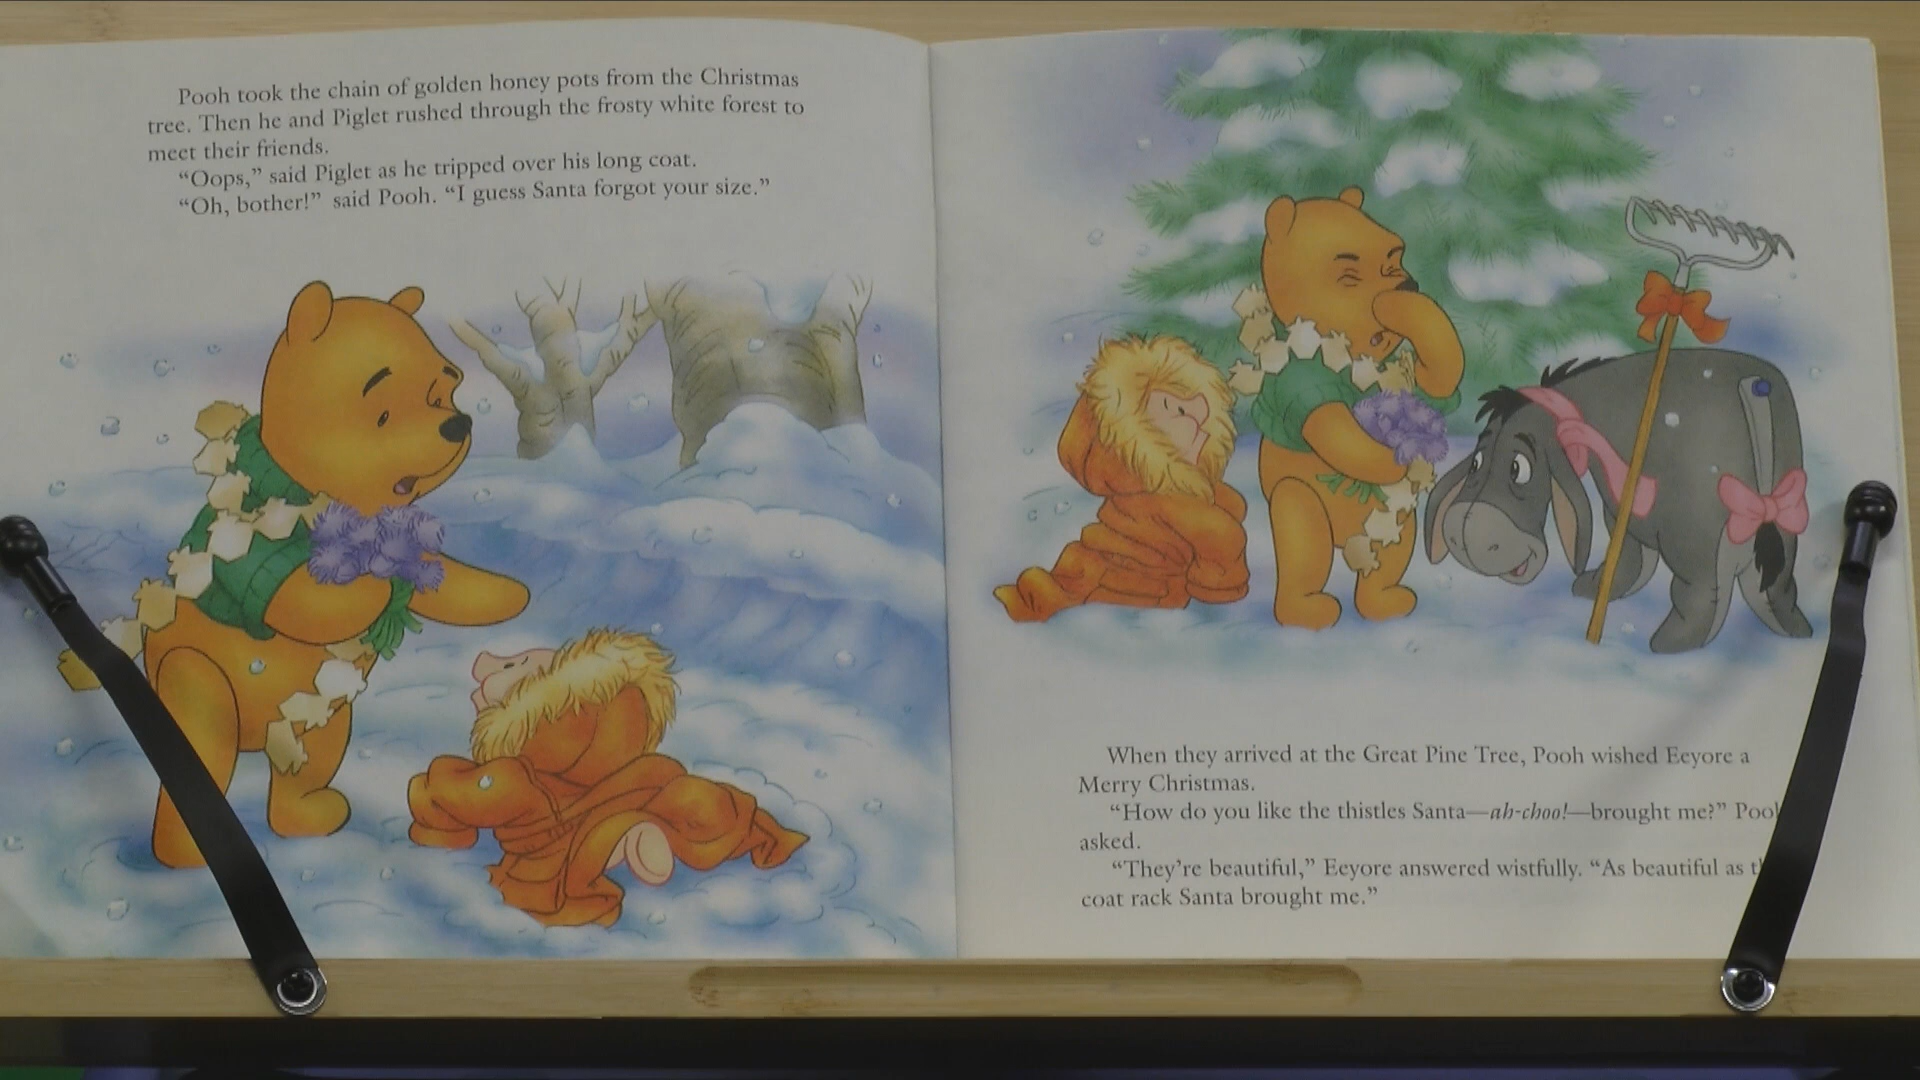 Pooh took the chain of golden honey pots from the Christmas
tree. Then he and Piglet rushed through the frosty white forest to
meet their friends.
“Oops,” said Piglet as he tripped over his long coat.
“Oh, bother!” said Pooh. “I guess Santa forgot your size.”
When they arrived at the Great Pine Tree, Pooh wished Eeyore a
Merry Christmas.
“How do you like the thistles Santa—ah-choo!—brought me?” Pooh
asked.
“They’re beautiful,” Eeyore answered wistfully. “As beautiful as
coat rack Santa brought me.”